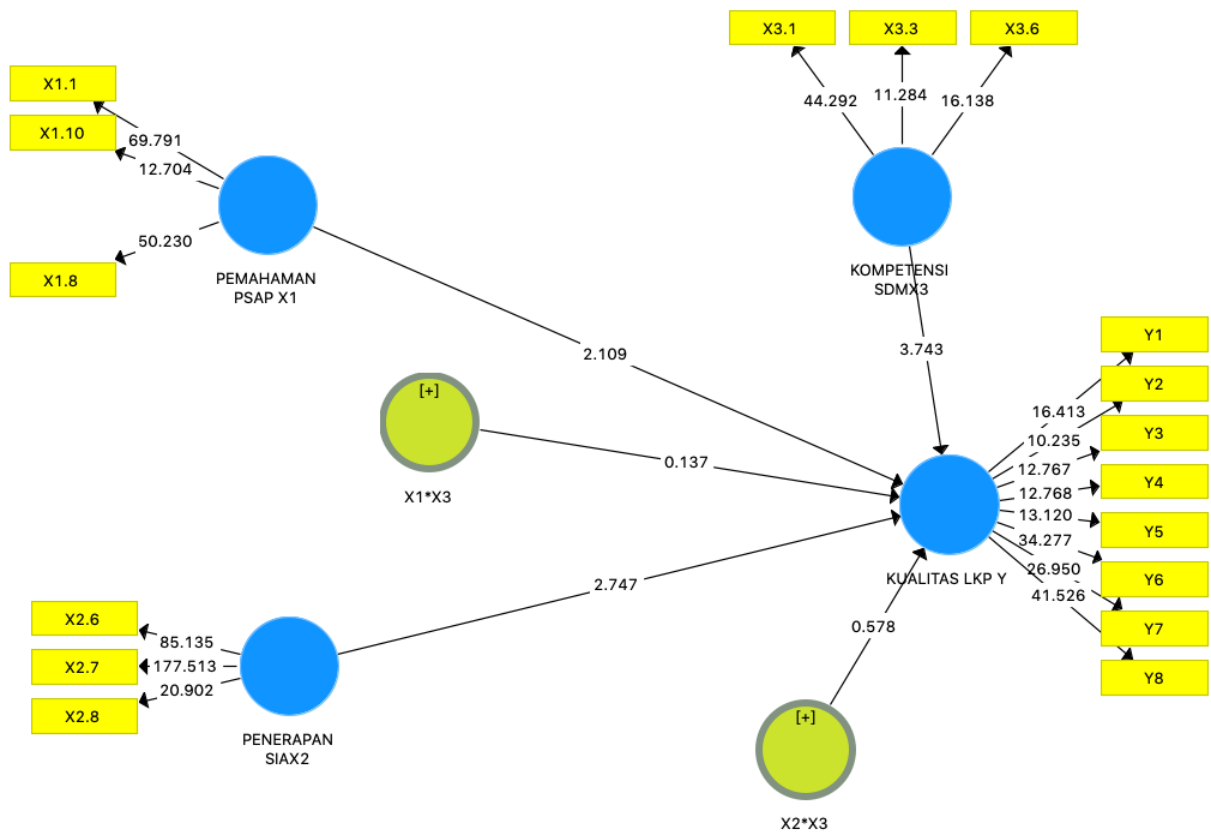 X3.1
X3.3
X3.6
44.292
11.284
16.138
X1.1
X1.10
X1.8
69.791
12.704
50.230
PEMAHAMAN
PSAP X1
KOMPETENSI
SDMX3
2.109
3.743
[+]
X1*X3
0.137
Y1
Y2
Y3
Y4
Y5
Y6
Y7
Y8
16.413
10.235
12.767
12.768
13.120
34.277
26.950
41.526
KUALITAS LKP Y
2.747
0.578
X2.6
X2.7
X2.8
85.135
177.513
20.902
PENERAPAN
SIAX2
[+]
X2*X3